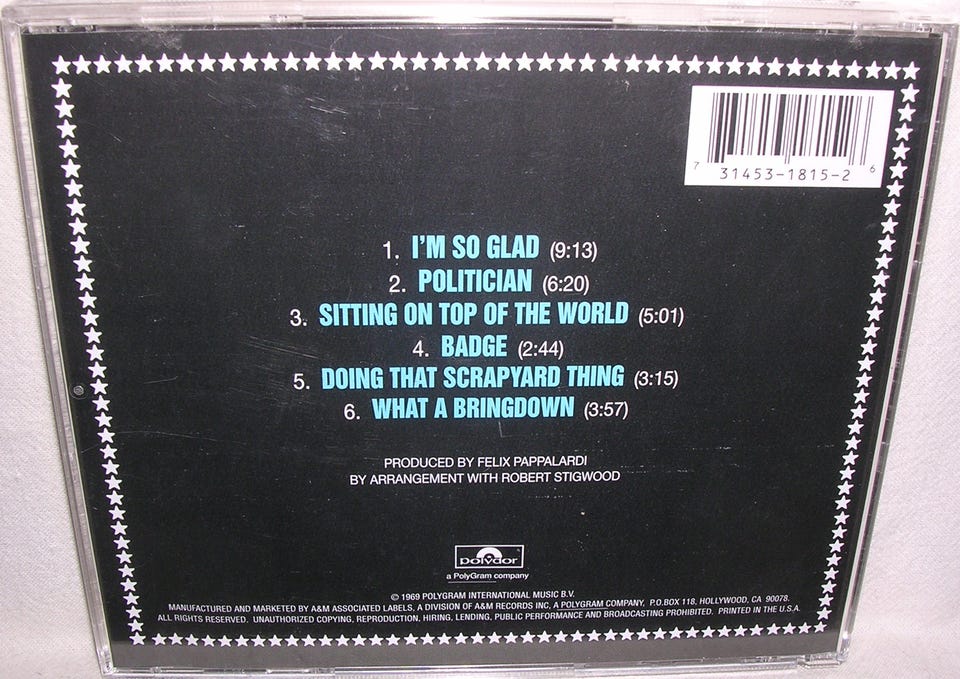 7 31453-1815-2 6
1. I'M SO GLAD (9:13)
2. POLITICIAN (6:20)
3. SITTING ON TOP OF THE WORLD (5:01)
4. BADGE (2:44)
5. DOING THAT SCRAPYARD THING (3:15)
6. WHAT A BRINGDOWN (3:57)
PRODUCED BY FELIX PAPPALARDI
BY ARRANGEMENT WITH ROBERT STIGWOOD
polydor
a PolyGram company
© 1969 POLYGRAM INTERNATIONAL MUSIC B.V.
MANUFACTURED AND MARKETED BY A&M ASSOCIATED LABELS, A DIVISION OF A&M RECORDS INC, A POLYGRAM COMPANY, P.O.BOX 118, HOLLYWOOD, CA 90078.
ALL RIGHTS RESERVED. UNAUTHORIZED COPYING, REPRODUCTION, HIRING, LENDING, PUBLIC PERFORMANCE AND BROADCASTING PROHIBITED. PRINTED IN THE U.S.A.